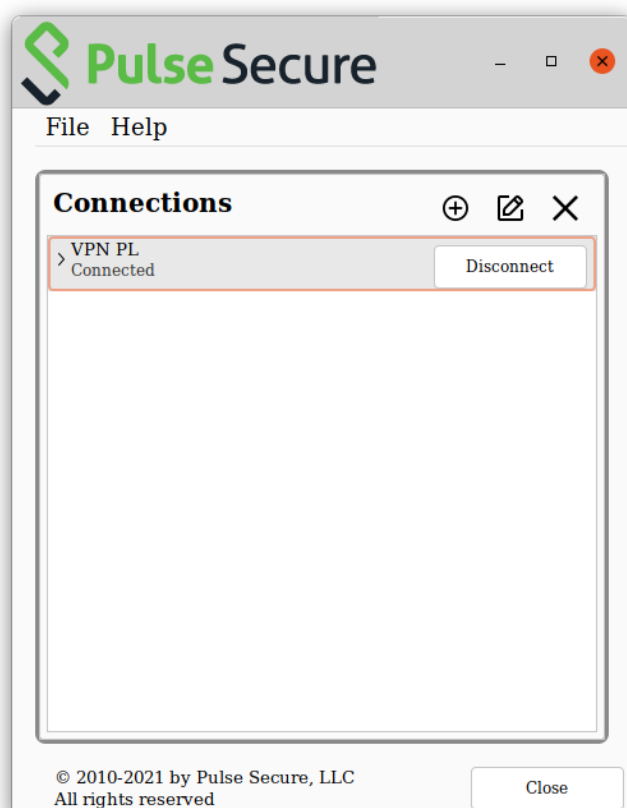 Pulse Secure
File Help
Connections
VPN PL
Connected
Disconnect
© 2010-2021 by Pulse Secure, LLC
All rights reserved
Close